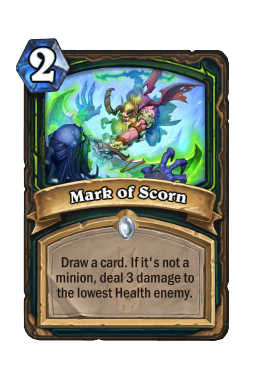 2
Mark of Scorn
Draw a card. If it's not a
minion, deal 3 damage to
the lowest Health enemy.